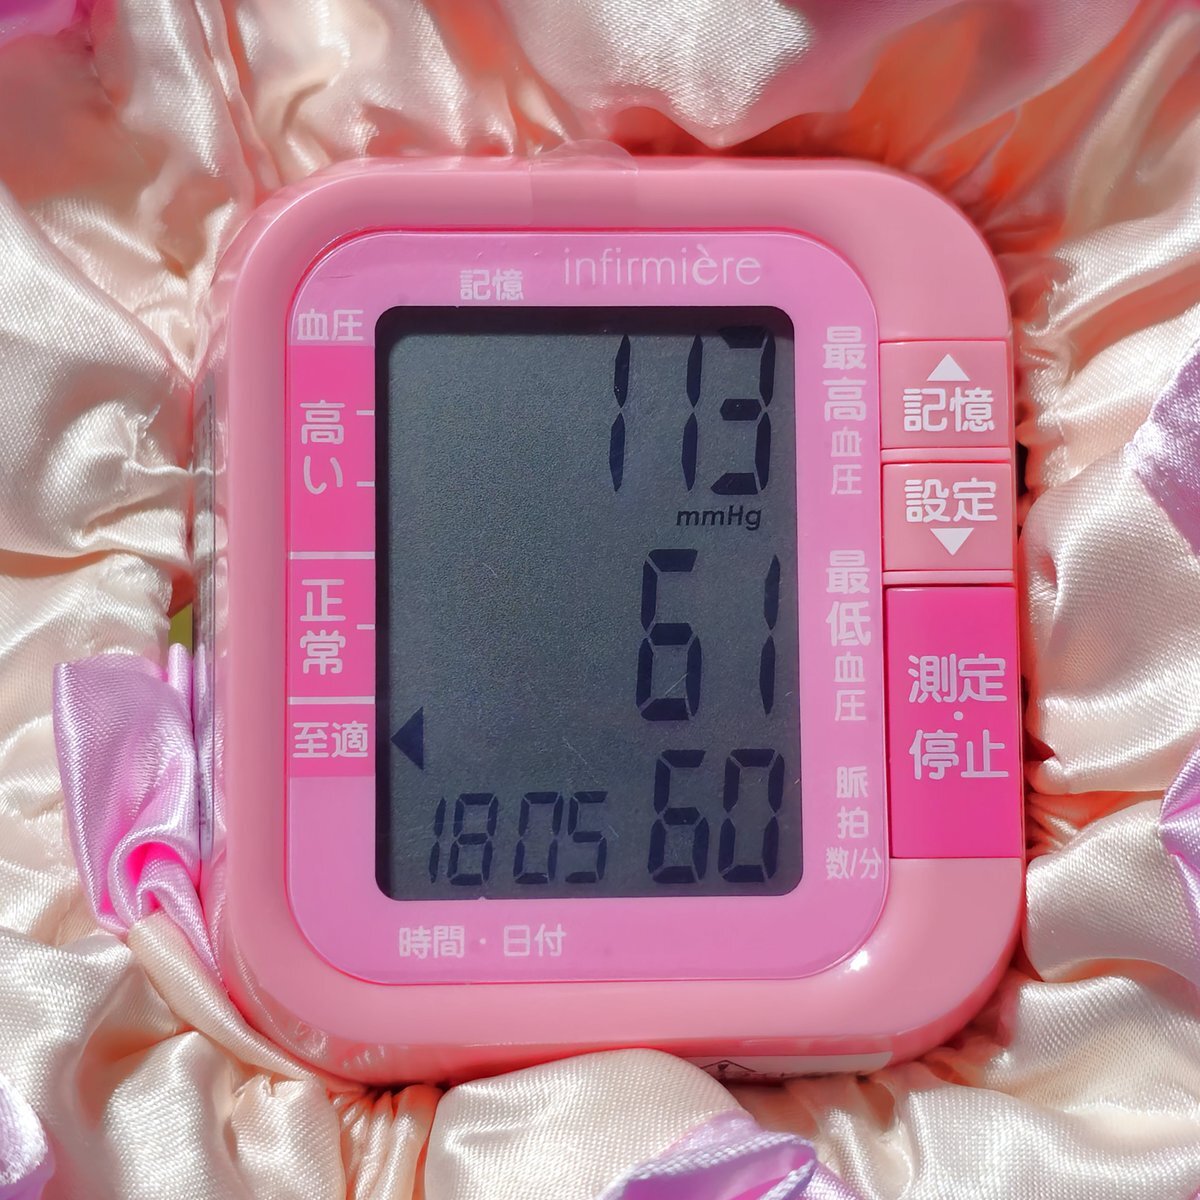 記憶
infirmière
血圧
高い
正常
至適
113
mmHg
61
18 05
60
最高血圧
最低血圧
脈拍数/分
時間・日付
記憶
設定
測定・停止